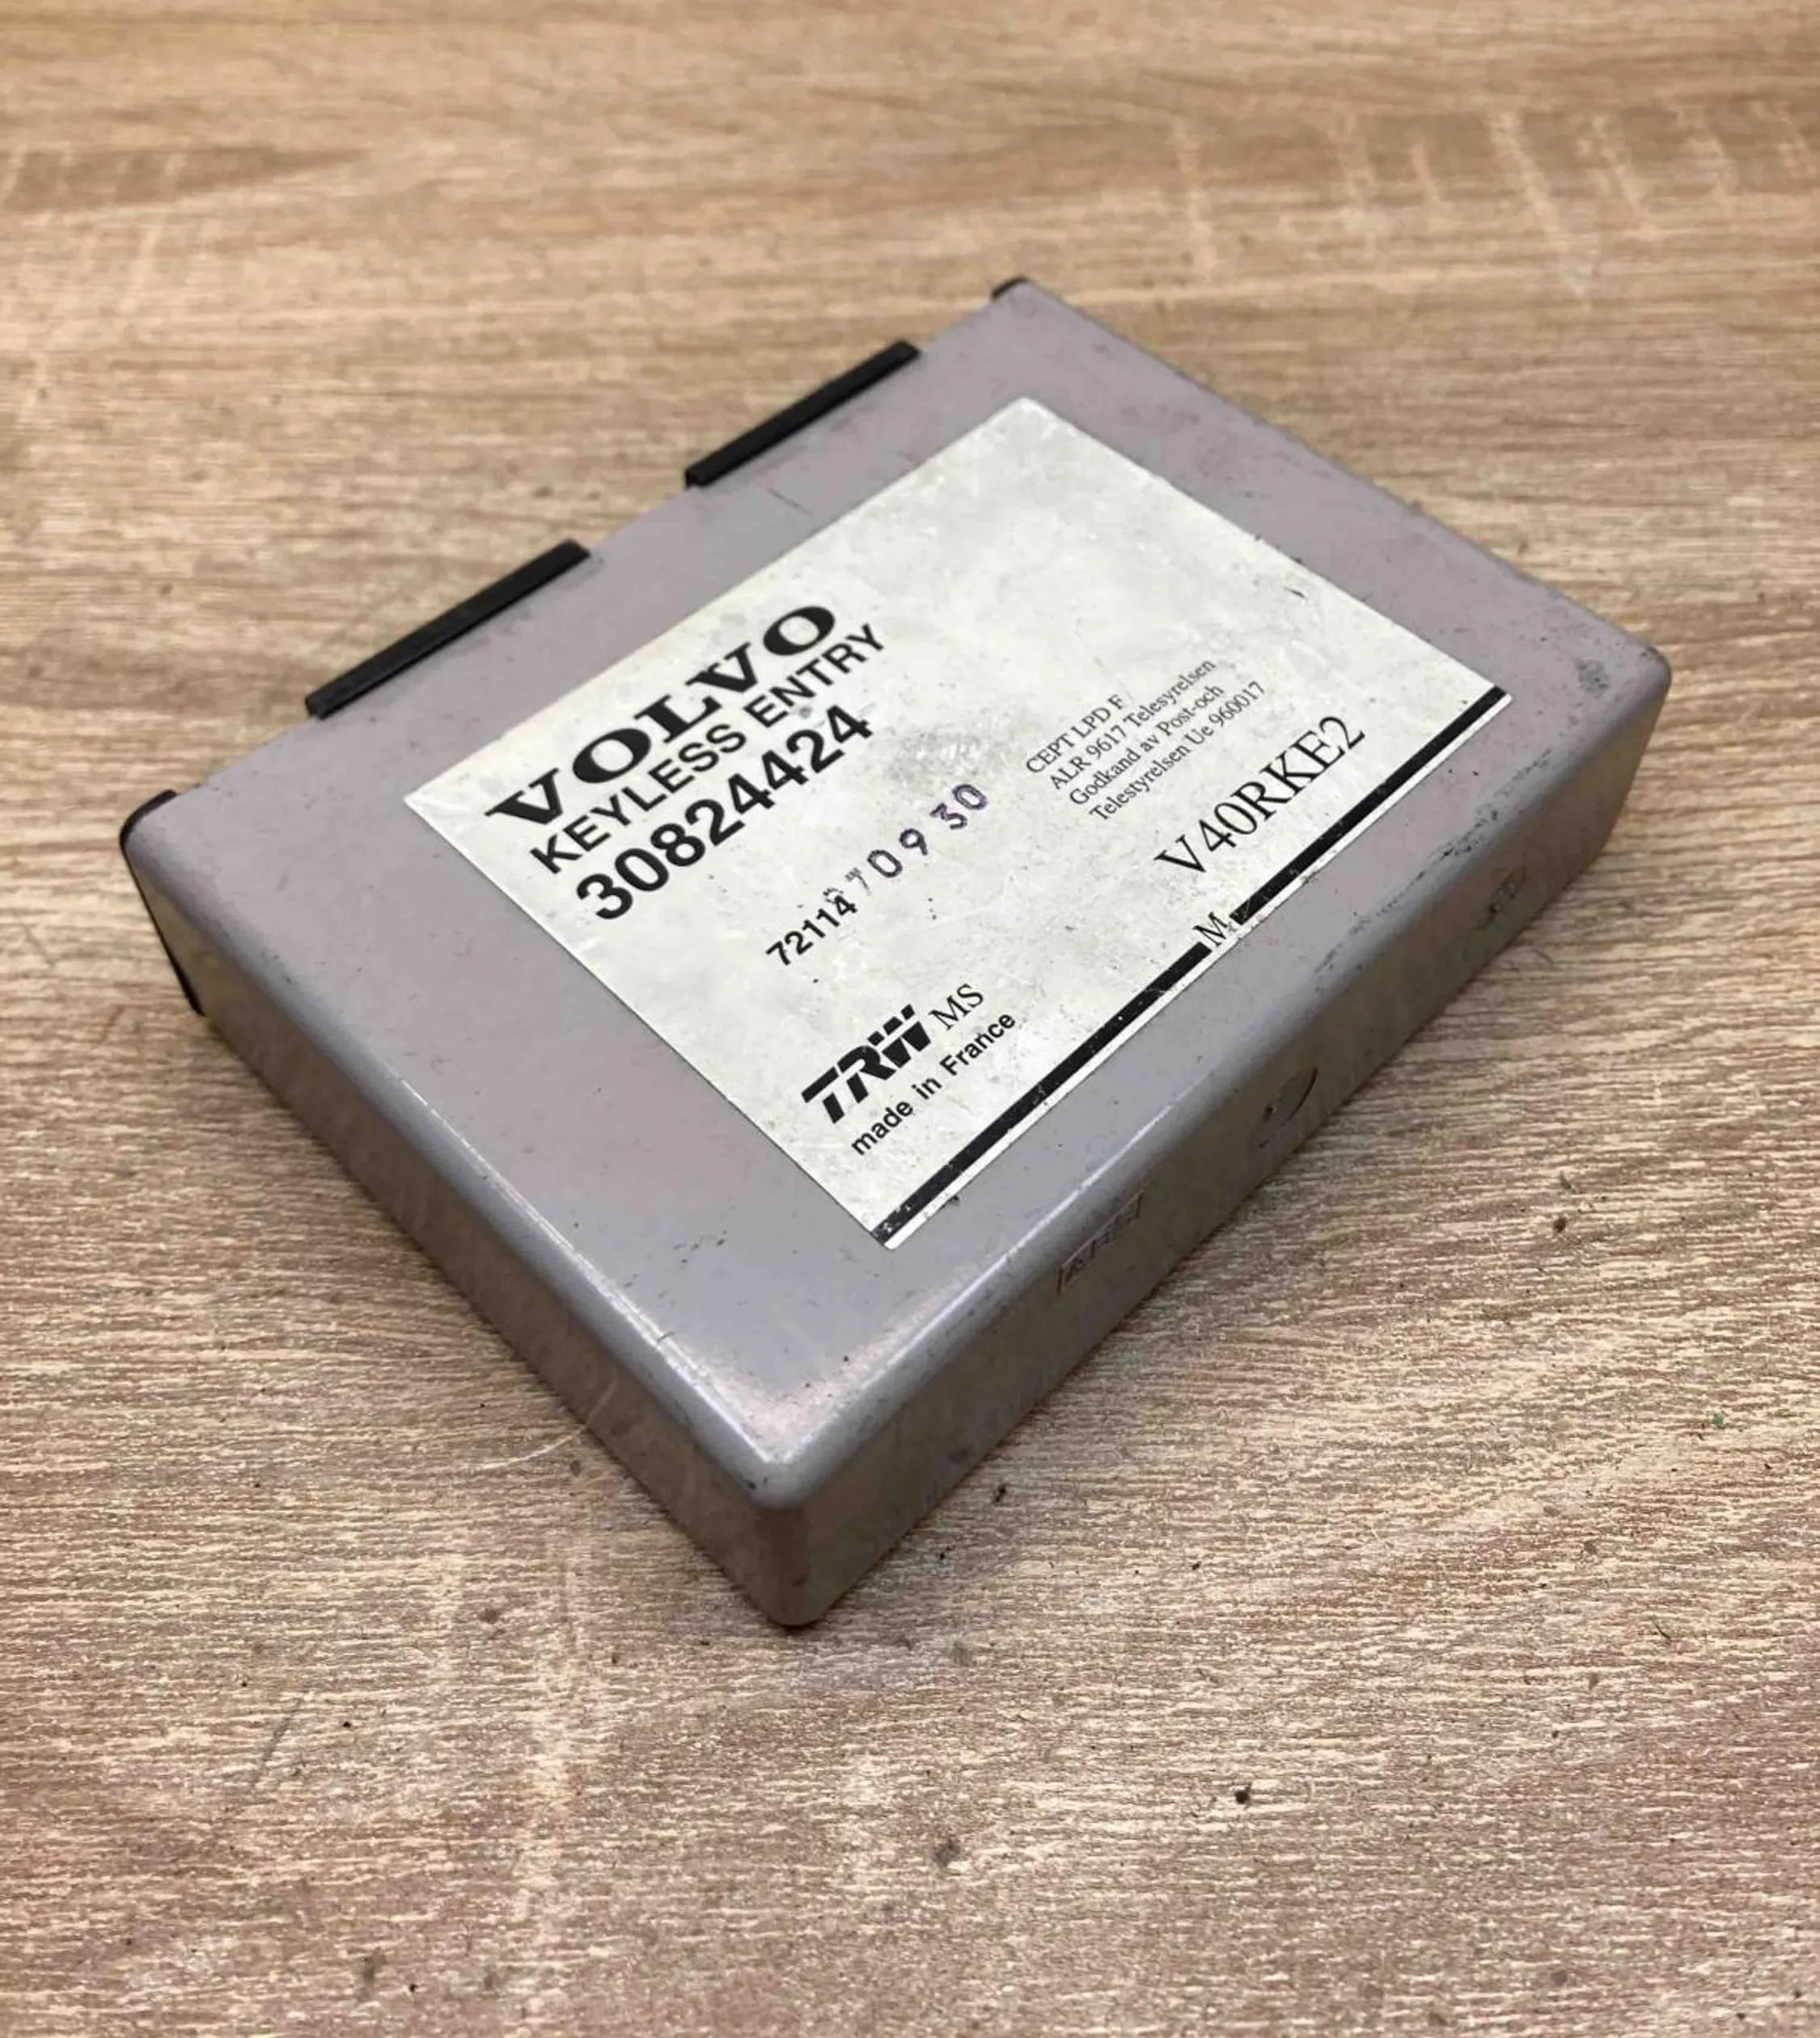 VOLVO
KEYLESS ENTRY
30824424
72114 70930
CEPT LPD F
ALR 9617 Telesyrelsen
Godkand av Post-och
Telestyrelsen Ue 960017
V40RKE2
TRW MS
made in France
M